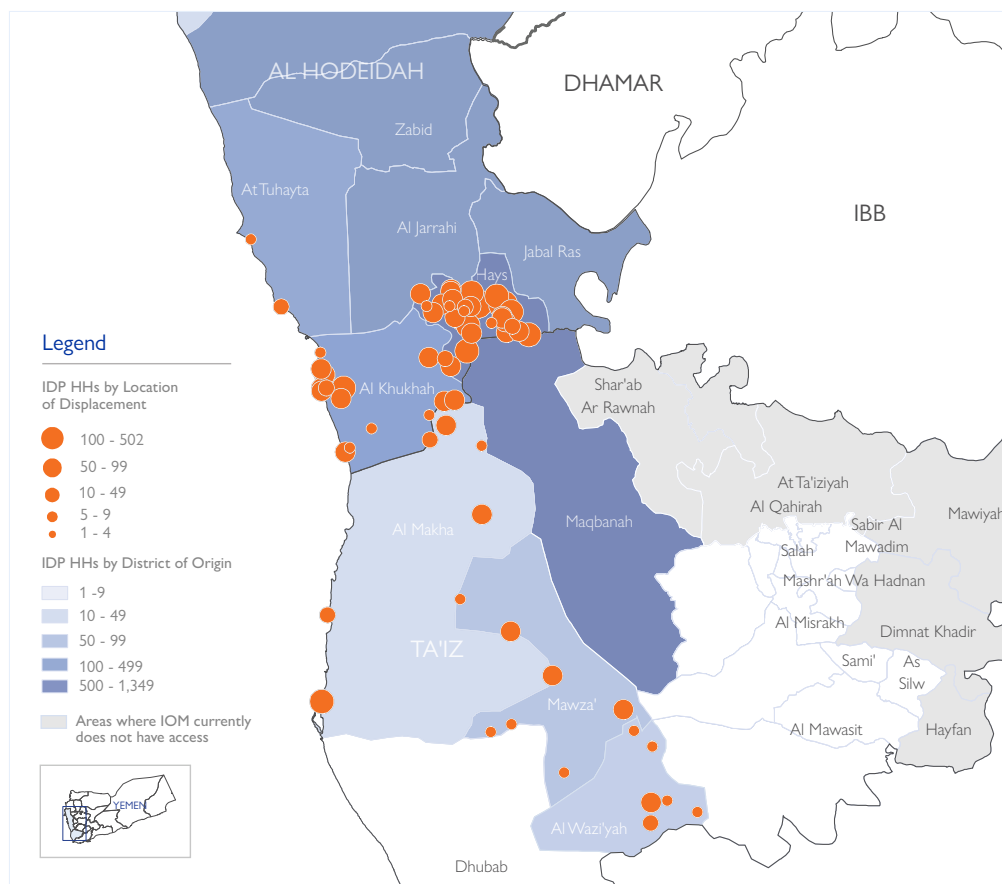 AL HODEIDAH
DHAMAR
Zabid
At Tuhayta
IBB
Al Jarrahi
Jabal Ras
Hays
Legend
IDP HHs by Location
of Displacement
100 - 502
50 - 99
10 - 49
5 - 9
1 - 4
IDP HHs by District of Origin
1 -9
10 - 49
50 - 99
100 - 499
500 - 1,349
Areas where IOM currently
does not have access
YEMEN
Al Khukhah
Shar'ab
Ar Rawnah
At Ta'iziyah
Al Qahirah
Mawiyah
Sabir Al
Mawadim
Salah
Al Makha
Maqbanah
Mashr'ah Wa Hadnan
Al Misrakh
Dimnat Khadir
TA'IZ
Sami'
As
Silw
Mawza'
Al Mawasit
Hayfan
Al Wazi'yah
Dhubab